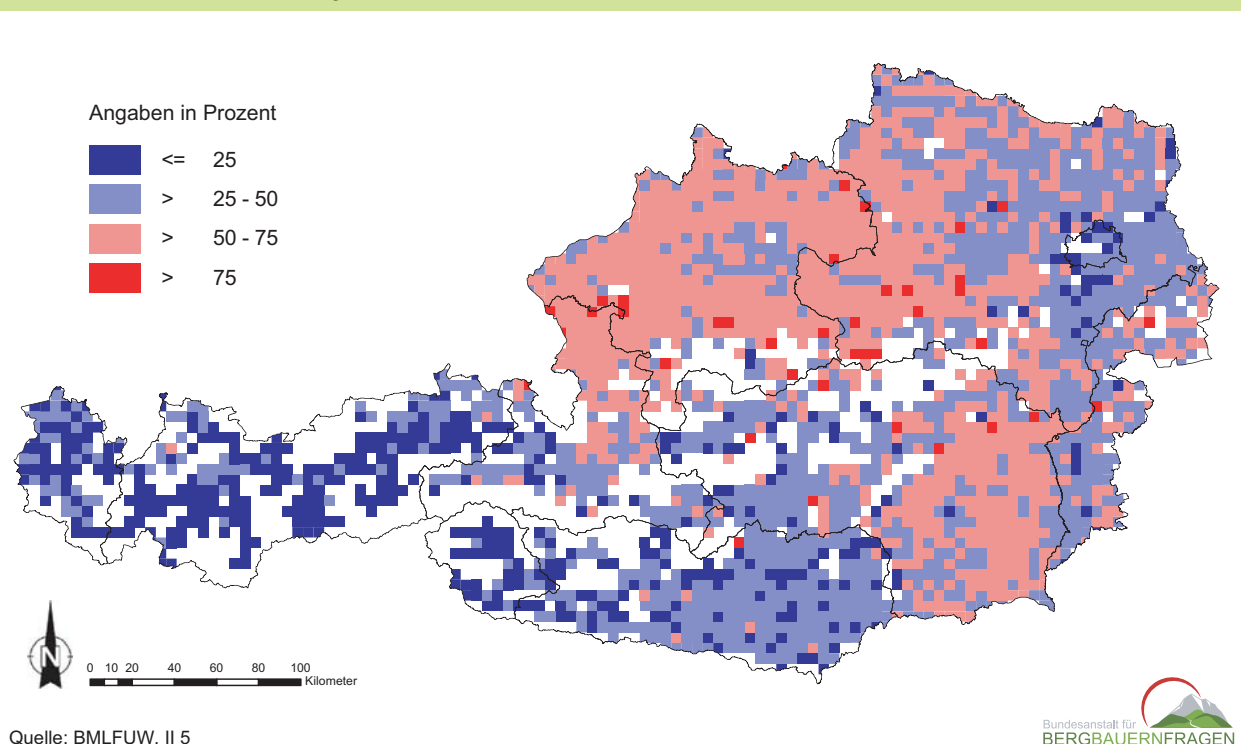 Angaben in Prozent
<= 25
> 25 - 50
> 50 - 75
> 75
N
0 10 20 40 60 80 100
Kilometer
Quelle: BMLFUW, II 5
Bundesanstalt für
BERGBAUERNFRAGEN